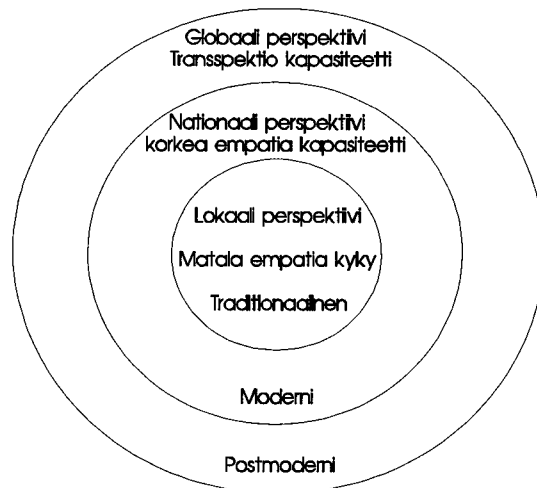 Globaali perspektiivi
Transspektio kapasiteetti
Nationaali perspektiivi
korkea empatia kapasiteetti
Lokaali perspektiivi
Matala empatia kyky
Traditionaalinen
Moderni
Postmoderni